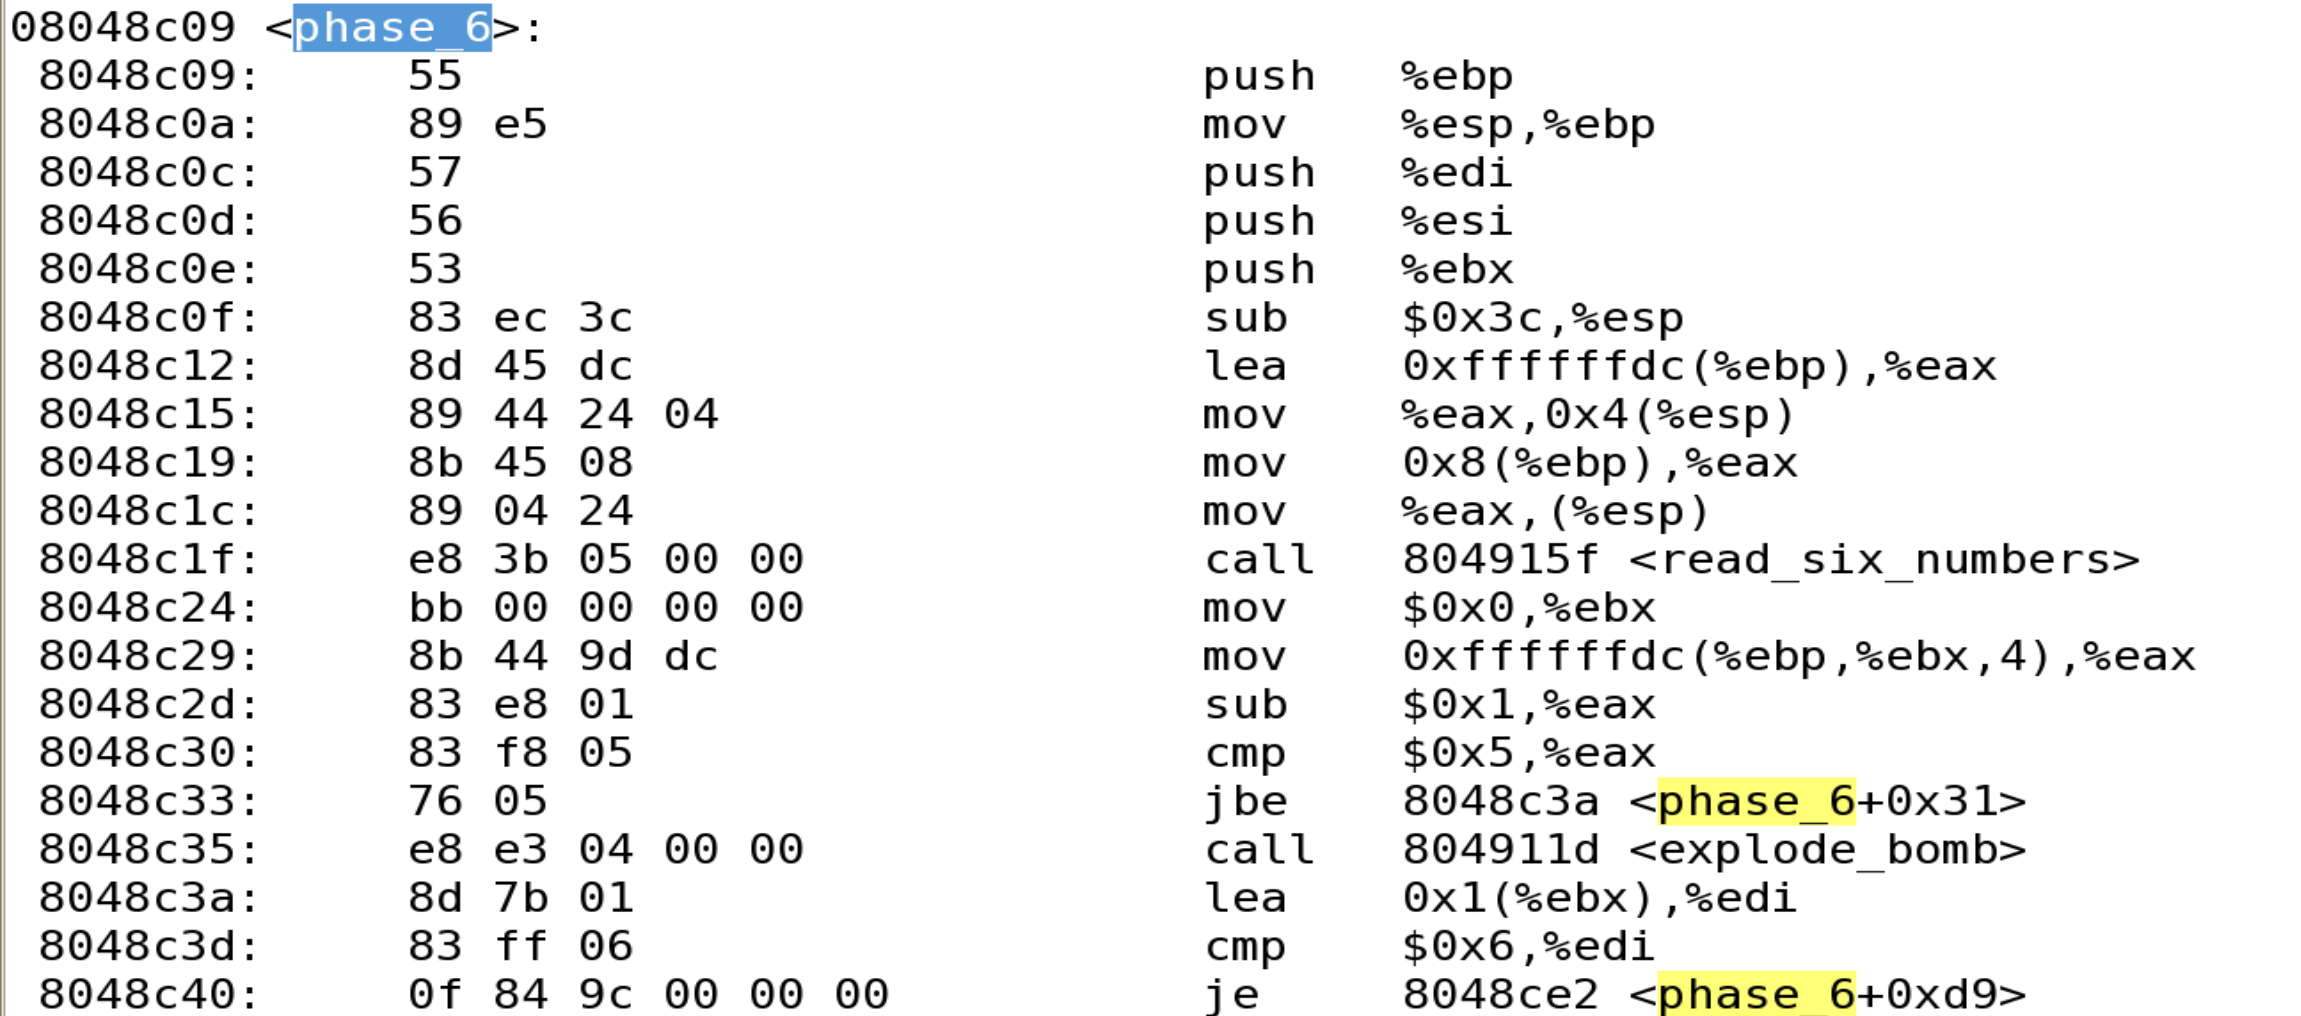 08048c09 <phase_6>:
8048c09: 55 push %ebp
8048c0a: 89 e5 mov %esp,%ebp
8048c0c: 57 push %edi
8048c0d: 56 push %esi
8048c0e: 53 push %ebx
8048c0f: 83 ec 3c sub $0x3c,%esp
8048c12: 8d 45 dc lea 0xffffffdc(%ebp),%eax
8048c15: 89 44 24 04 mov %eax,0x4(%esp)
8048c19: 8b 45 08 mov 0x8(%ebp),%eax
8048c1c: 89 04 24 mov %eax,(%esp)
8048c1f: e8 3b 05 00 00 call 804915f <read_six_numbers>
8048c24: bb 00 00 00 00 mov $0x0,%ebx
8048c29: 8b 44 9d dc mov 0xffffffdc(%ebp,%ebx,4),%eax
8048c2d: 83 e8 01 sub $0x1,%eax
8048c30: 83 f8 05 cmp $0x5,%eax
8048c33: 76 05 jbe 8048c3a <phase_6+0x31>
8048c35: e8 e3 04 00 00 call 804911d <explode_bomb>
8048c3a: 8d 7b 01 lea 0x1(%ebx),%edi
8048c3d: 83 ff 06 cmp $0x6,%edi
8048c40: 0f 84 9c 00 00 00 je 8048ce2 <phase_6+0xd9>